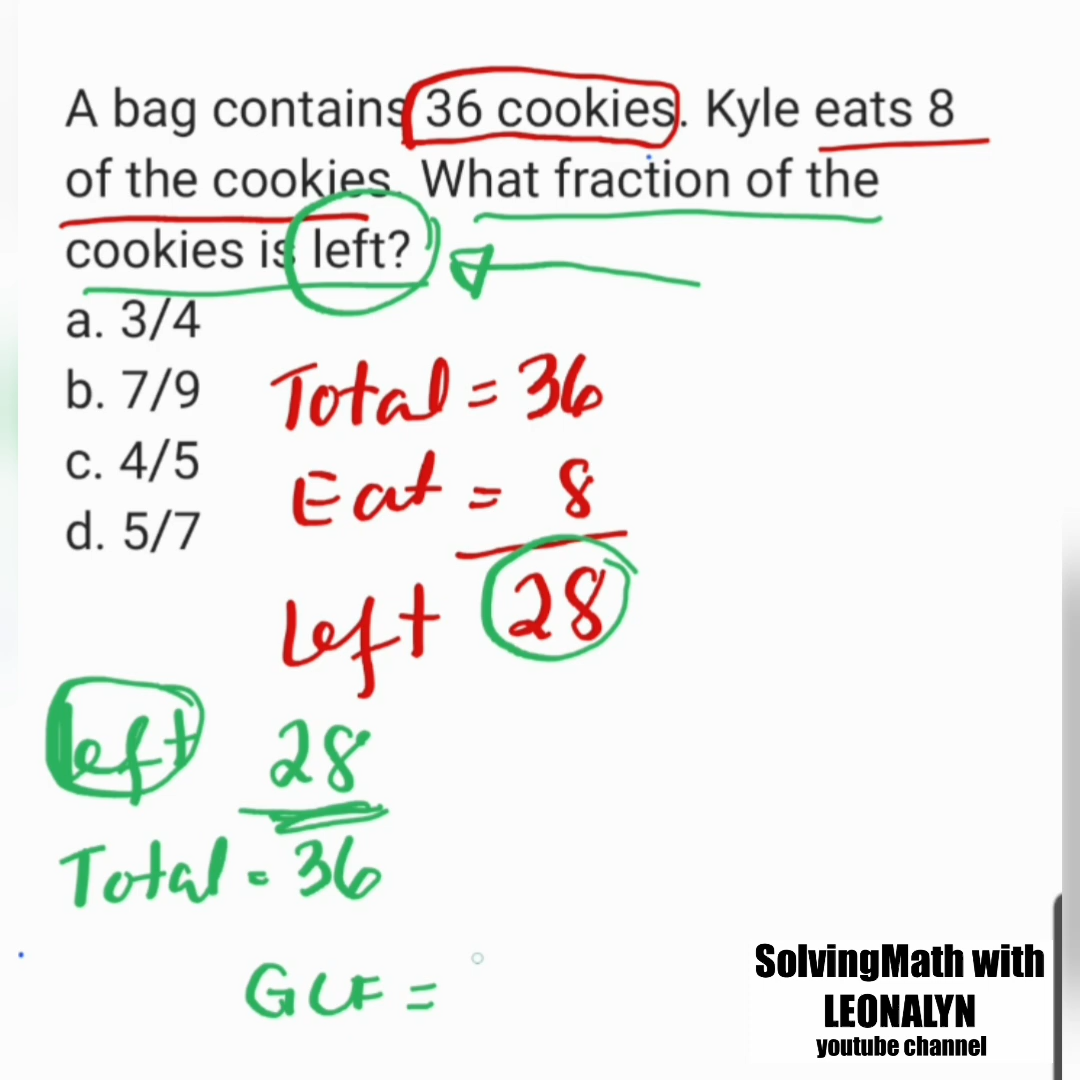 A bag contains 36 cookies. Kyle eats 8
of the cookies. What fraction of the
cookies is left?
a. 3/4
b. 7/9
c. 4/5
d. 5/7
Total = 36
Eat = 8
Left 28
left 28
Total = 36
GCF =
SolvingMath with
LEONALYN
youtube channel